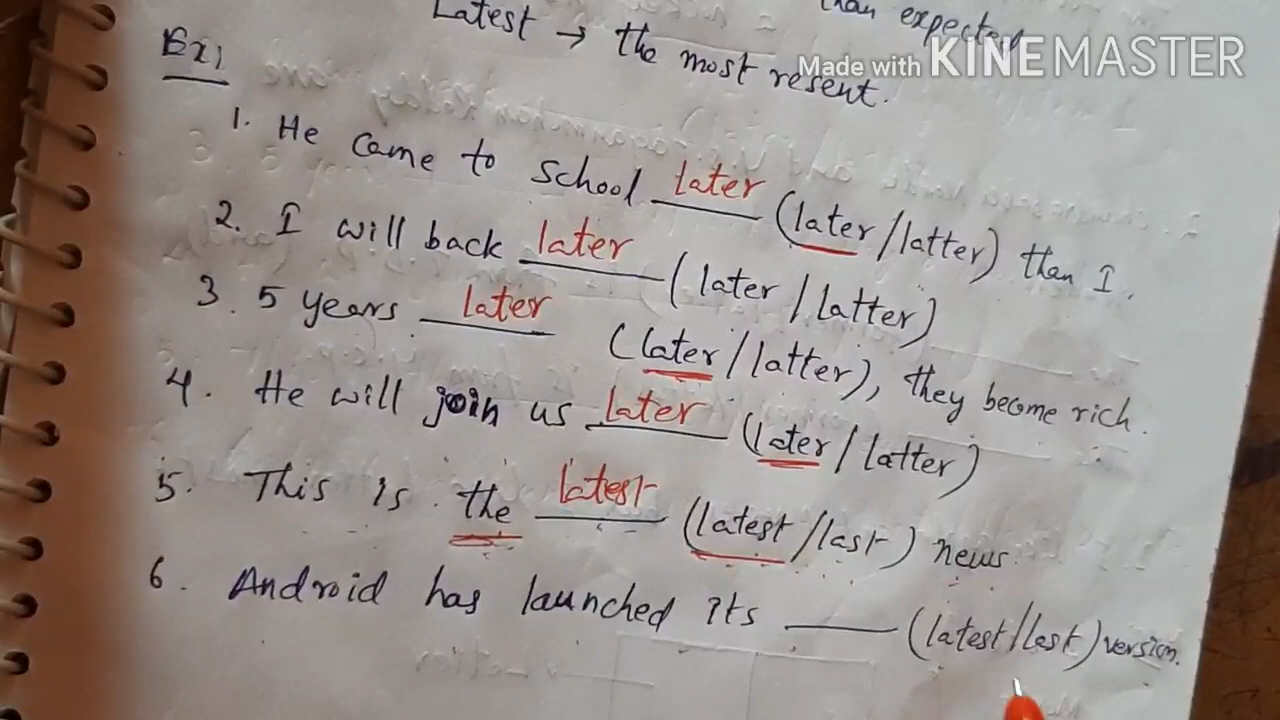 than expected
Latest → the most resent.
Made with KINEMASTER
Ex,
1. He came to school later (later/latter) than I.
2. I will back later (later/latter)
3. 5 years later (later/latter), they become rich.
4. He will join us later (later/latter)
5. This is the latest (latest/last) news.
6. Android has launched its ____ (latest/last) version.